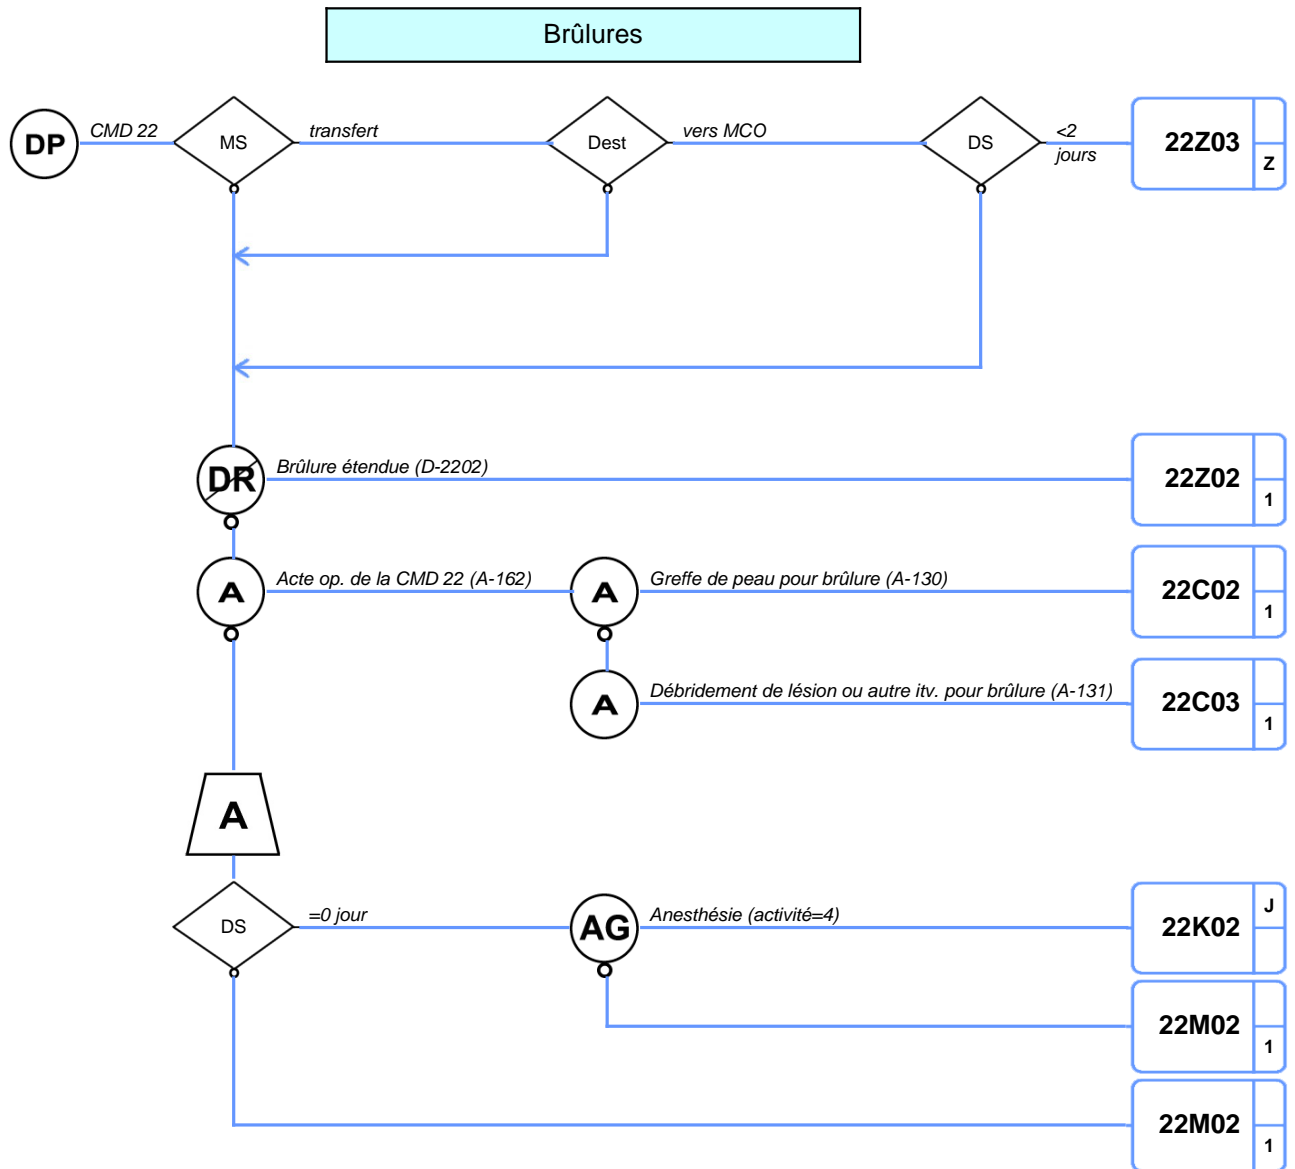 Brûlures
DP
CMD 22
MS
transfert
Dest
vers MCO
DS
<2
jours
22Z03
Z
DR
Brûlure étendue (D-2202)
22Z02
1
A
Acte op. de la CMD 22 (A-162)
A
Greffe de peau pour brûlure (A-130)
22C02
1
A
Débridement de lésion ou autre itv. pour brûlure (A-131)
22C03
1
A
DS
=0 jour
AG
Anesthésie (activité=4)
22K02
J
22M02
1
22M02
1